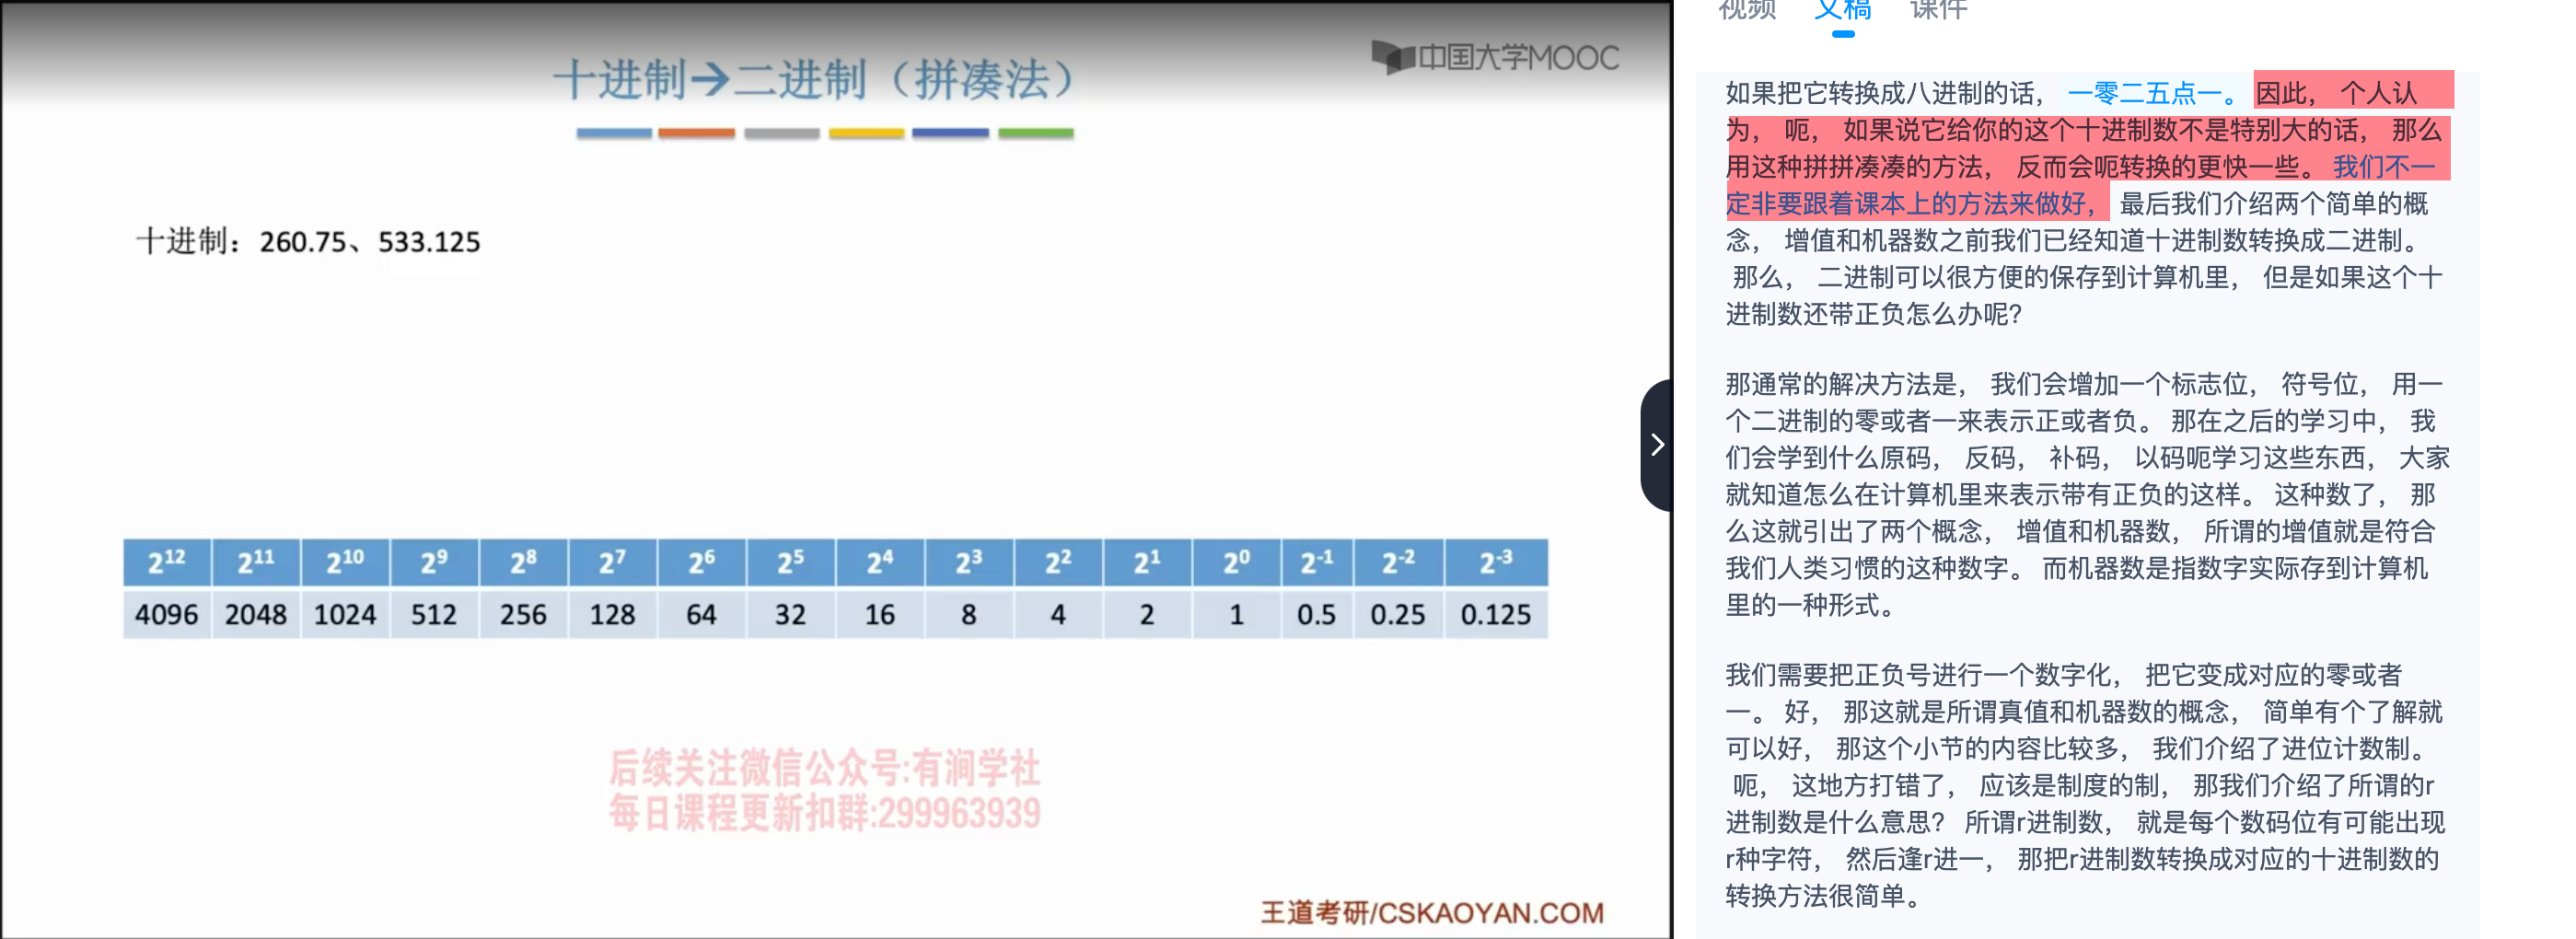 十进制→二进制（拼凑法）
中国大学MOOC
十进制：260.75、533.125
2¹² 2¹¹ 2¹⁰ 2⁹ 2⁸ 2⁷ 2⁶ 2⁵ 2⁴ 2³ 2² 2¹ 2⁰ 2⁻¹ 2⁻² 2⁻³
4096 2048 1024 512 256 128 64 32 16 8 4 2 1 0.5 0.25 0.125
后续关注微信公众号:有涧学社
每日课程更新扣群:299963939
王道考研/CSKAOYAN.COM
视频 文稿 课件
如果把它转换成八进制的话， 一零二五点一。 因此， 个人认
为， 呃， 如果说它给你的这个十进制数不是特别大的话， 那么
用这种拼拼凑凑的方法， 反而会呃转换的更快一些。 我们不一
定非要跟着课本上的方法来做好， 最后我们介绍两个简单的概
念， 增值和机器数之前我们已经知道十进制数转换成二进制。
那么， 二进制可以很方便的保存到计算机里， 但是如果这个十
进制数还带正负怎么办呢?
那通常的解决方法是， 我们会增加一个标志位， 符号位， 用一
个二进制的零或者一来表示正或者负。 那在之后的学习中， 我
们会学到什么原码， 反码， 补码， 以码呃学习这些东西， 大家
就知道怎么在计算机里来表示带有正负的这样。 这种数了， 那
么这就引出了两个概念， 增值和机器数， 所谓的增值就是符合
我们人类习惯的这种数字。 而机器数是指数字实际存到计算机
里的一种形式。
我们需要把正负号进行一个数字化， 把它变成对应的零或者
一。 好， 那这就是所谓真值和机器数的概念， 简单有个了解就
可以好， 那这个小节的内容比较多， 我们介绍了进位计数制。
呃， 这地方打错了， 应该是制度的制， 那我们介绍了所谓的r
进制数是什么意思? 所谓r进制数， 就是每个数码位有可能出现
r种字符， 然后逢r进一， 那把r进制数转换成对应的十进制数的
转换方法很简单。